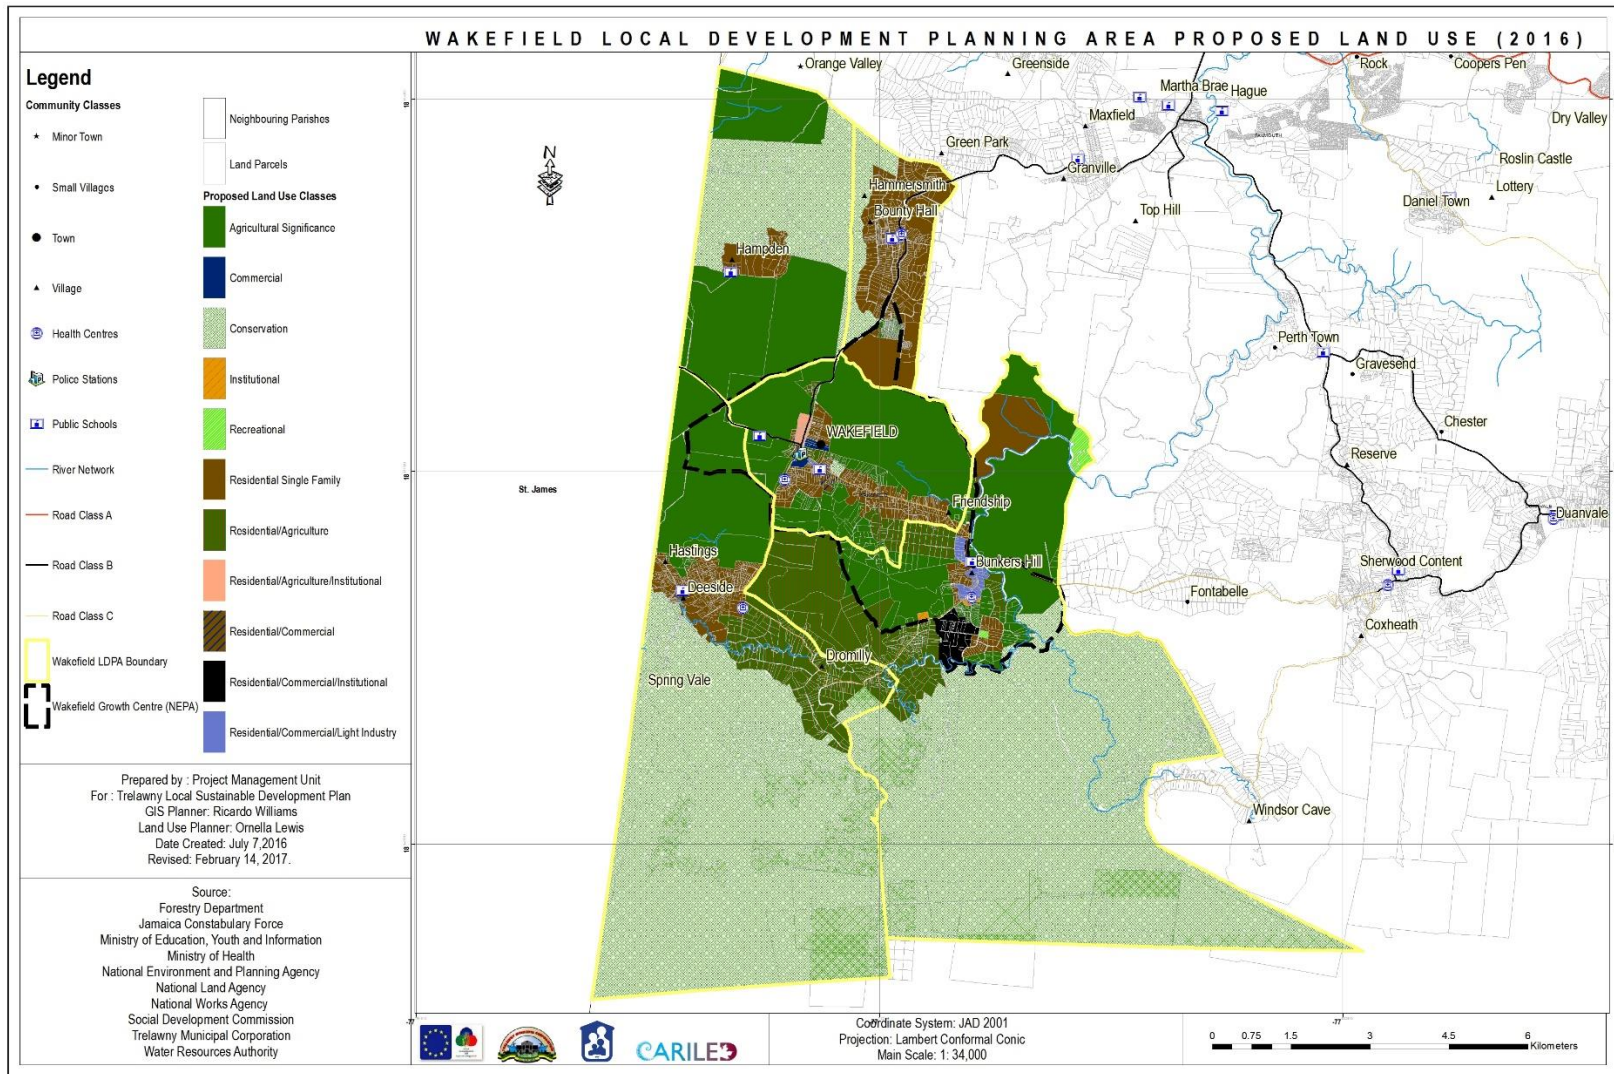 WAKEFIELD LOCAL DEVELOPMENT PLANNING AREA PROPOSED LAND USE (2016)
Legend
Community Classes
Minor Town
Small Villages
Town
Village
Health Centres
Police Stations
Public Schools
River Network
Road Class A
Road Class B
Road Class C
Wakefield LDPA Boundary
Wakefield Growth Centre (NEPA)
Neighbouring Parishes
Land Parcels
Proposed Land Use Classes
Agricultural Significance
Commercial
Conservation
Institutional
Recreational
Residential Single Family
Residential/Agriculture
Residential/Agriculture/Institutional
Residential/Commercial
Residential/Commercial/Institutional
Residential/Commercial/Light Industry
Prepared by : Project Management Unit
For : Trelawny Local Sustainable Development Plan
GIS Planner: Ricardo Williams
Land Use Planner: Ornella Lewis
Date Created: July 7,2016
Revised: February 14, 2017.
Source:
Forestry Department
Jamaica Constabulary Force
Ministry of Education, Youth and Information
Ministry of Health
National Environment and Planning Agency
National Land Agency
National Works Agency
Social Development Commission
Trelawny Municipal Corporation
Water Resources Authority
N
Orange Valley
Greenside
Rock
Coopers Pen
Martha Brae
Hague
Maxfield
Dry Valley
Green Park
Granville
Roslin Castle
Lottery
Hammersmith
Bounty Hall
Top Hill
Daniel Town
Hampden
Perth Town
Gravesend
WAKEFIELD
Chester
Reserve
St. James
Friendship
Duanvale
Hastings
Bunkers Hill
Sherwood Content
Deeside
Fontabelle
Coxheath
Dromilly
Spring Vale
Windsor Cave
-77
-77
-77
18
18
18
CARILED
Coordinate System: JAD 2001
Projection: Lambert Conformal Conic
Main Scale: 1: 34,000
0 0.75 1.5 3 4.5 6
Kilometers